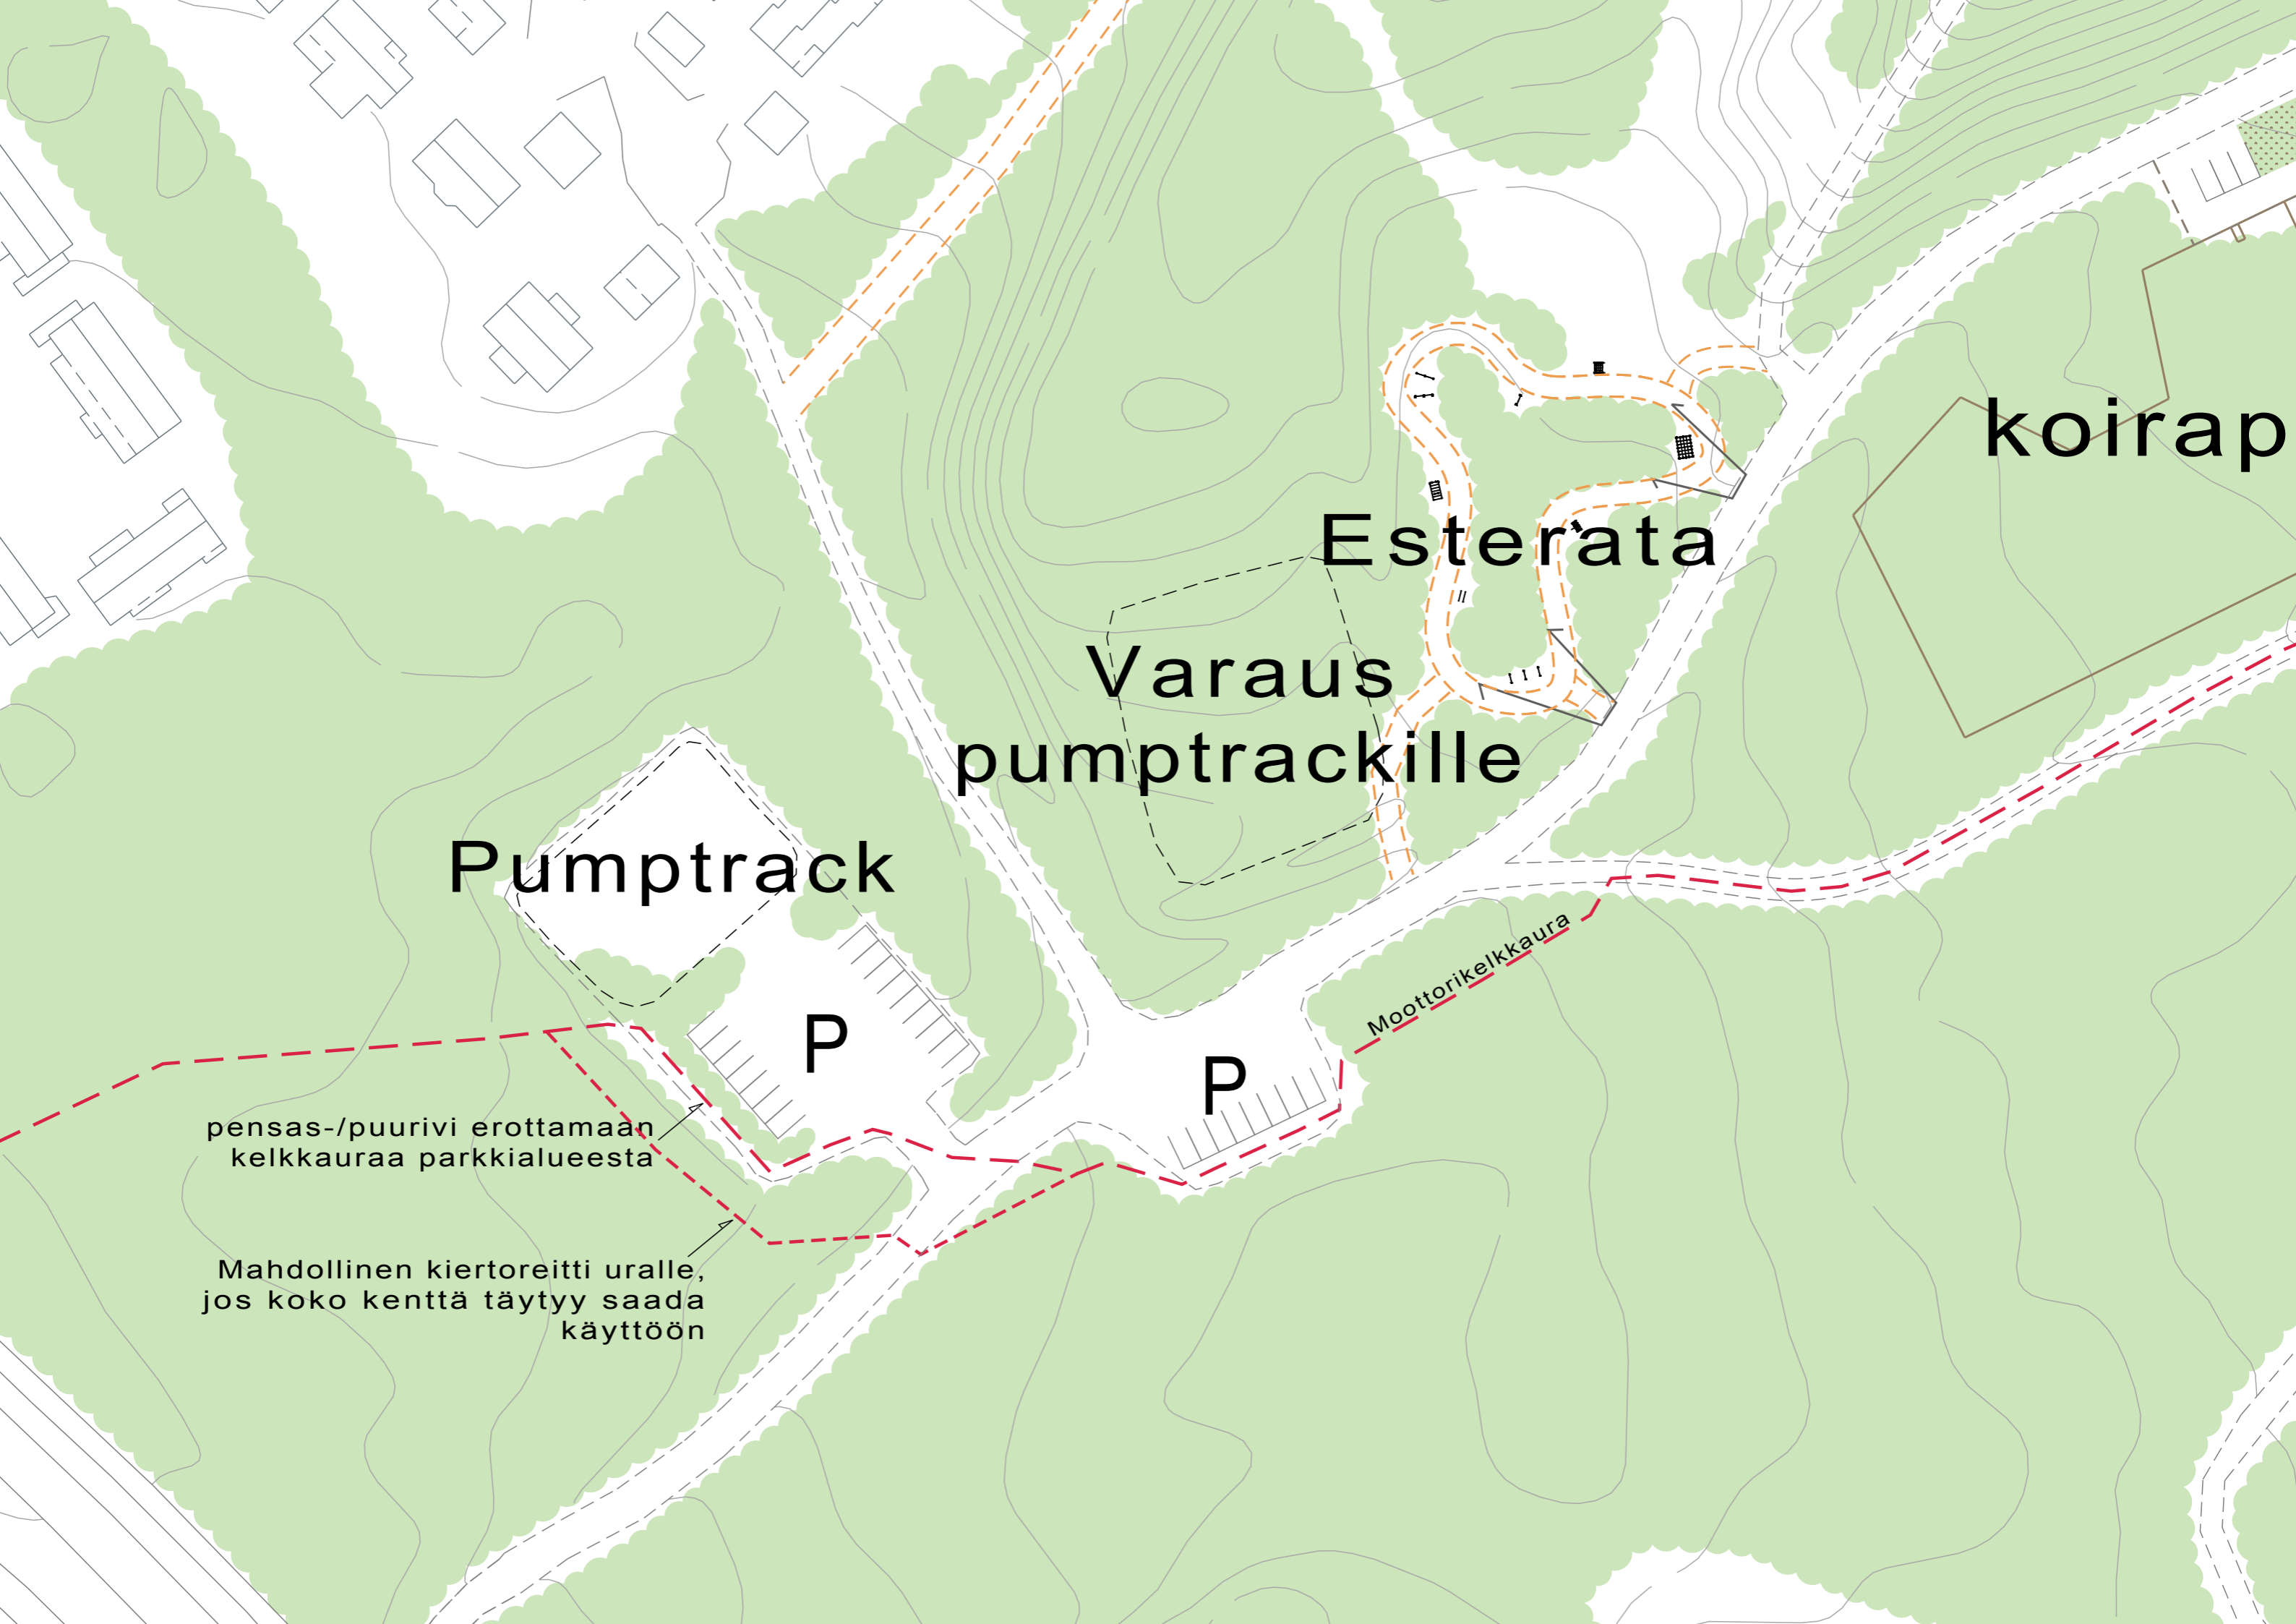 koirap
Esterata
Varaus
pumptrackille
Pumptrack
Moottorikelkkaura
P
P
pensas-/puurivi erottamaan
kelkkauraa parkkialueesta
Mahdollinen kiertoreitti uralle,
jos koko kenttä täytyy saada
käyttöön